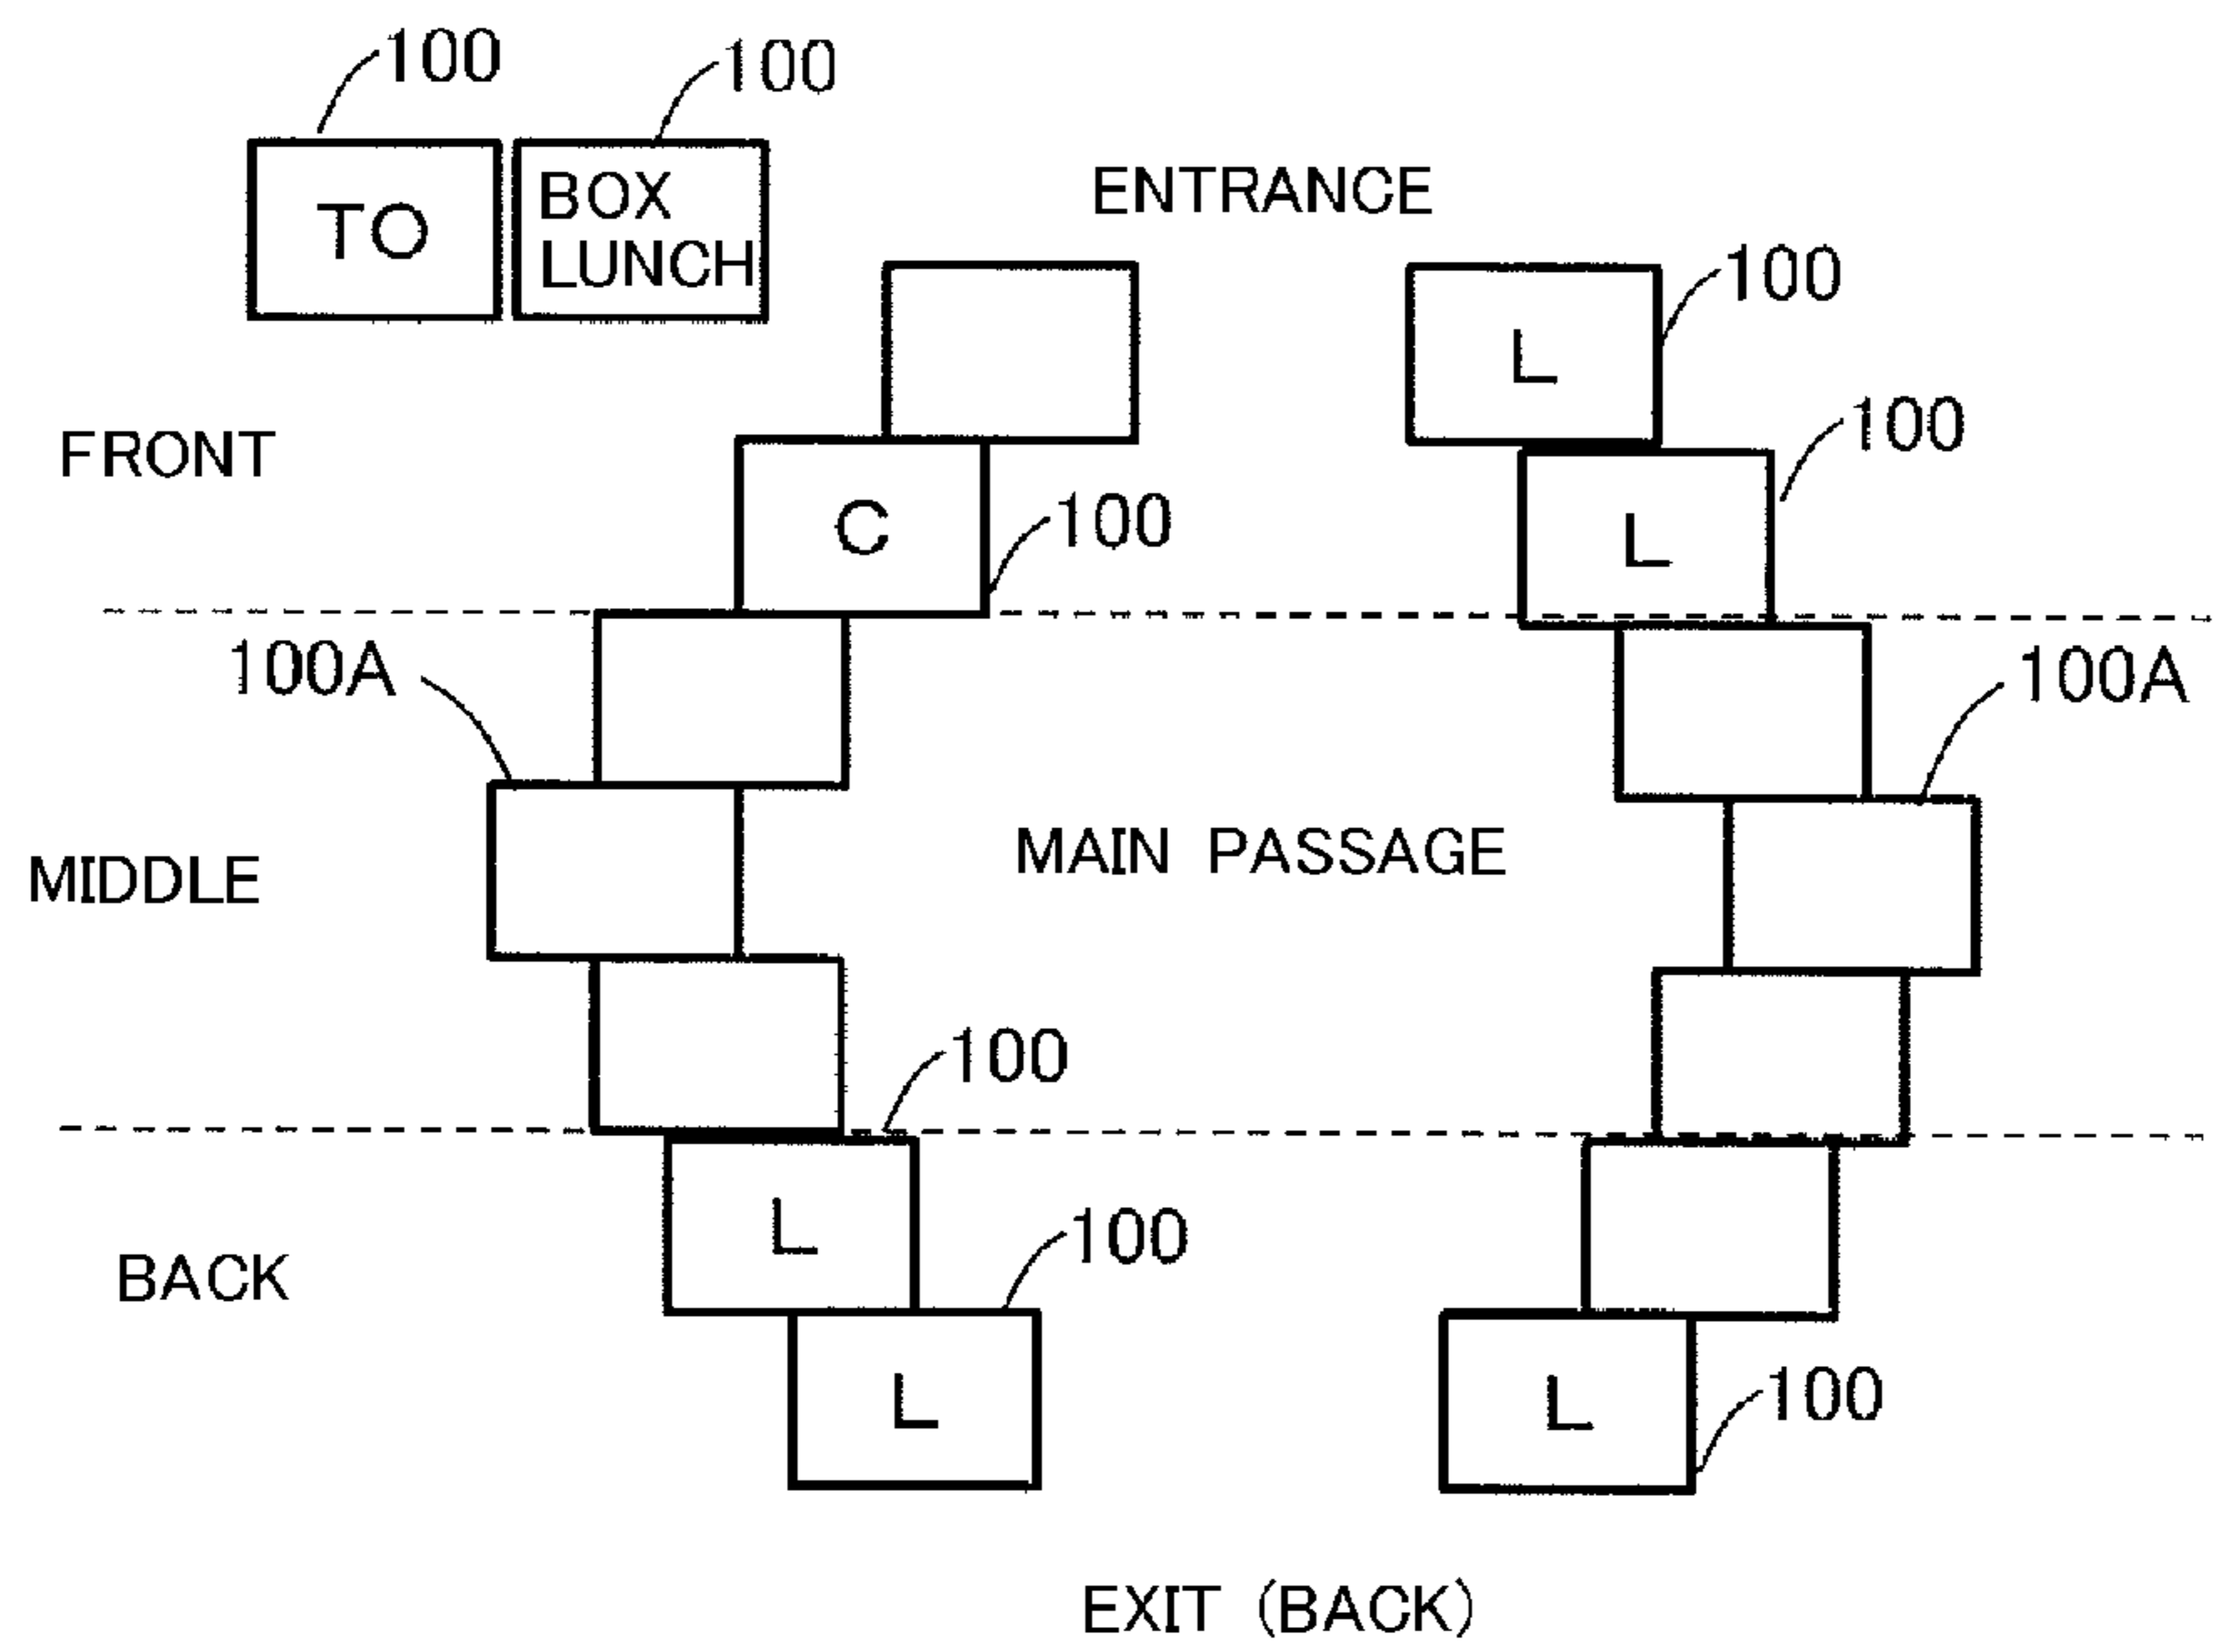 100
100
TO
BOX
LUNCH
ENTRANCE
100
L
FRONT
100
C
100
L
100A
100A
MIDDLE
MAIN PASSAGE
100
L
BACK
100
L
L
100
EXIT (BACK)